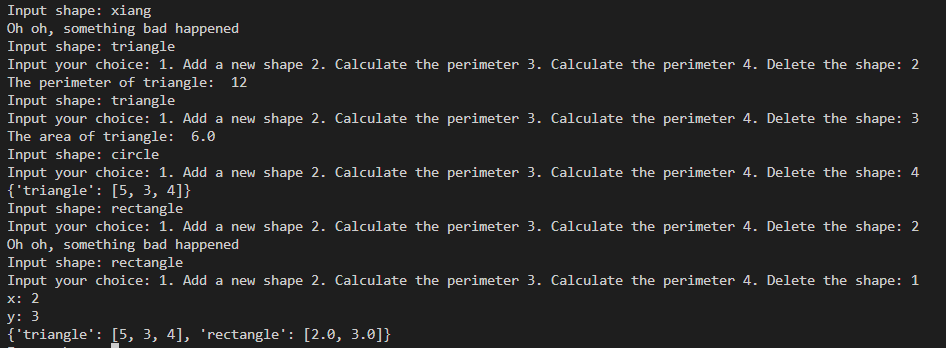 Input shape: xiang
Oh oh, something bad happened
Input shape: triangle
Input your choice: 1. Add a new shape 2. Calculate the perimeter 3. Calculate the perimeter 4. Delete the shape: 2
The perimeter of triangle:  12
Input shape: triangle
Input your choice: 1. Add a new shape 2. Calculate the perimeter 3. Calculate the perimeter 4. Delete the shape: 3
The area of triangle:  6.0
Input shape: circle
Input your choice: 1. Add a new shape 2. Calculate the perimeter 3. Calculate the perimeter 4. Delete the shape: 4
{'triangle': [5, 3, 4]}
Input shape: rectangle
Input your choice: 1. Add a new shape 2. Calculate the perimeter 3. Calculate the perimeter 4. Delete the shape: 2
Oh oh, something bad happened
Input shape: rectangle
Input your choice: 1. Add a new shape 2. Calculate the perimeter 3. Calculate the perimeter 4. Delete the shape: 1
x: 2
y: 3
{'triangle': [5, 3, 4], 'rectangle': [2.0, 3.0]}